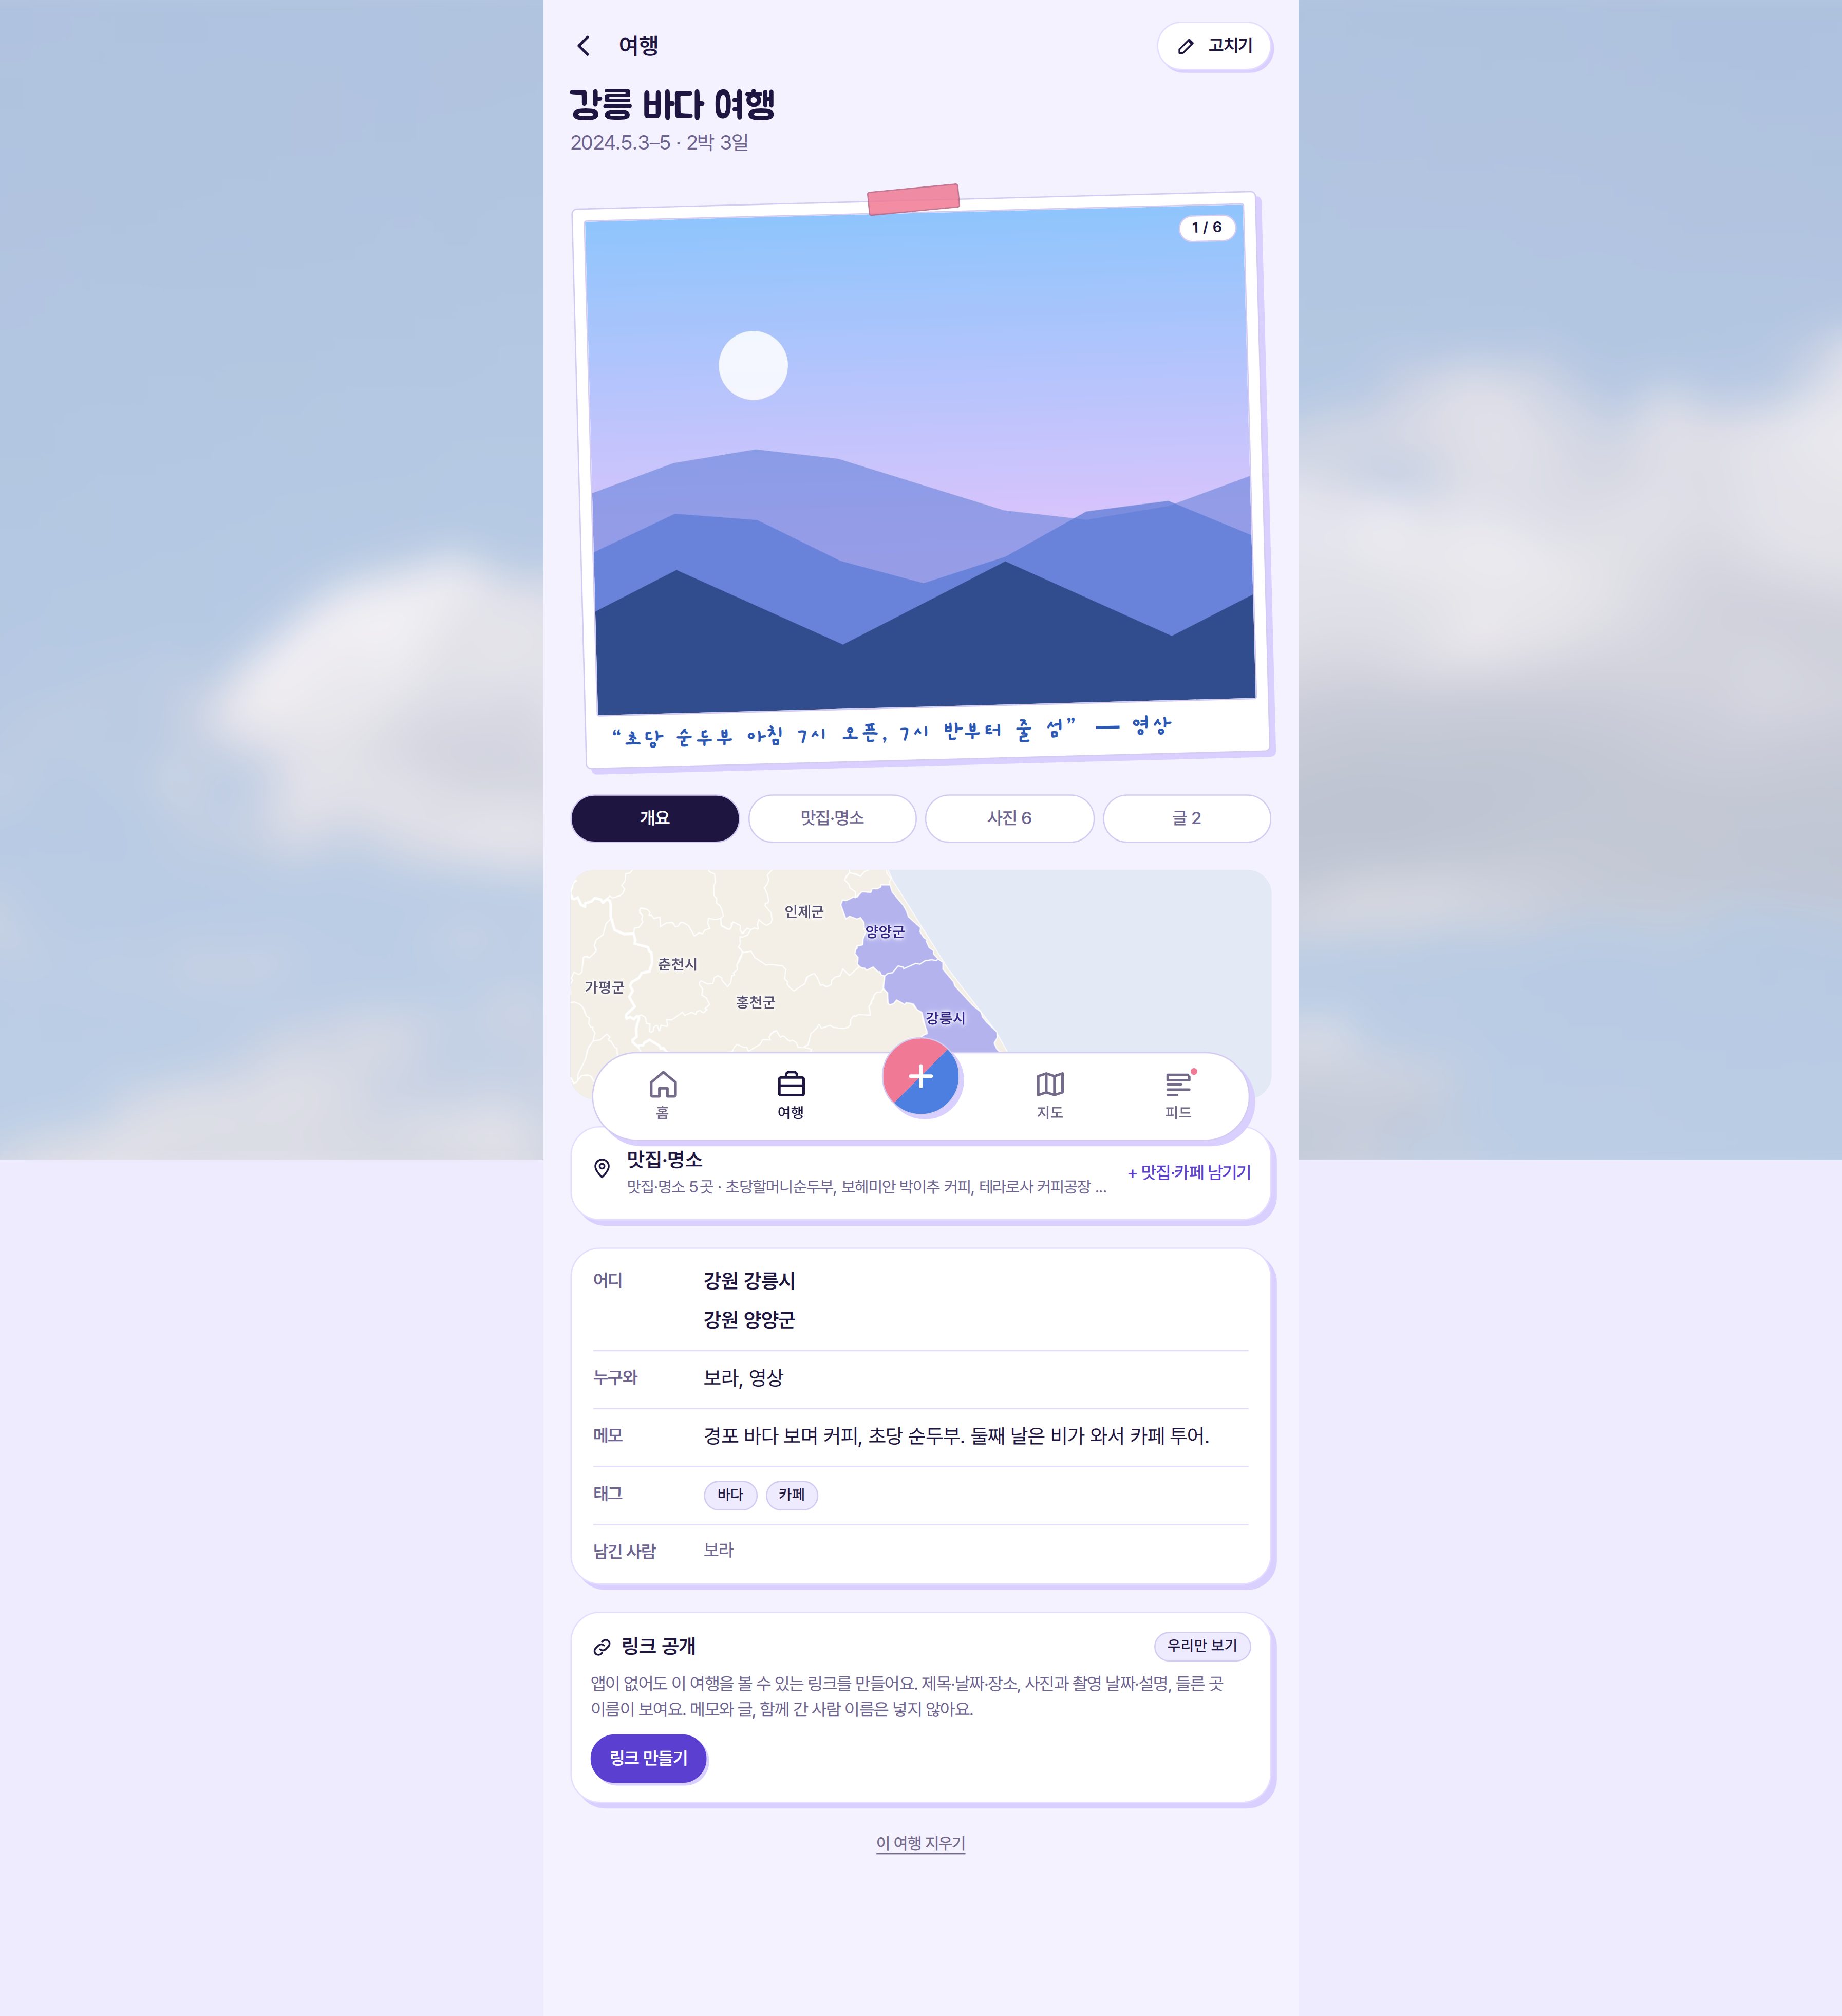 여행
고치기
강릉 바다 여행
2024.5.3–5 · 2박 3일
1 / 6
“초당 순두부 아침 7시 오픈, 7시 반부터 줄 섬” — 영상
개요
맛집·명소
사진 6
글 2
인제군
양양군
춘천시
가평군
홍천군
강릉시
홈
여행
지도
피드
맛집·명소
맛집·명소 5곳 · 초당할머니순두부, 보헤미안 박이추 커피, 테라로사 커피공장 ...
+ 맛집·카페 남기기
어디
강원 강릉시
강원 양양군
누구와
보라, 영상
메모
경포 바다 보며 커피, 초당 순두부. 둘째 날은 비가 와서 카페 투어.
태그
바다
카페
남긴 사람
보라
링크 공개
우리만 보기
앱이 없어도 이 여행을 볼 수 있는 링크를 만들어요. 제목·날짜·장소, 사진과 촬영 날짜·설명, 들른 곳
이름이 보여요. 메모와 글, 함께 간 사람 이름은 넣지 않아요.
링크 만들기
이 여행 지우기